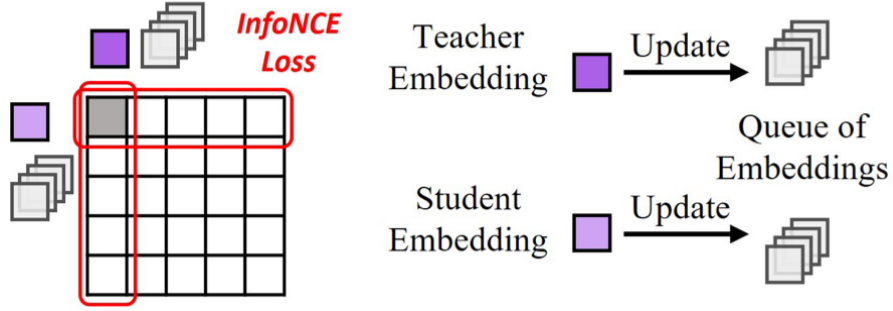 InfoNCE
Loss
Teacher
Embedding
Update
Queue of
Embeddings
Student
Embedding
Update